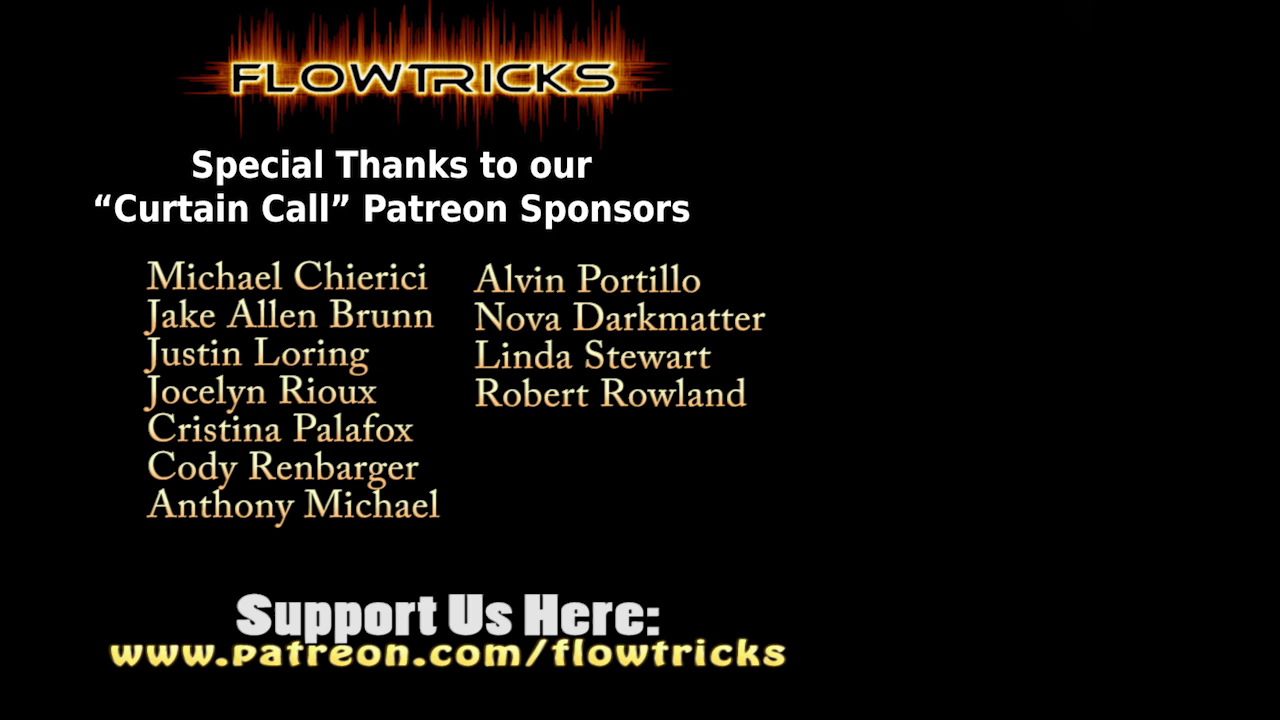 FLOWTRICKS
Special Thanks to our
“Curtain Call” Patreon Sponsors
Michael Chierici
Jake Allen Brunn
Justin Loring
Jocelyn Rioux
Cristina Palafox
Cody Renbarger
Anthony Michael
Alvin Portillo
Nova Darkmatter
Linda Stewart
Robert Rowland
Support Us Here:
www.patreon.com/flowtricks